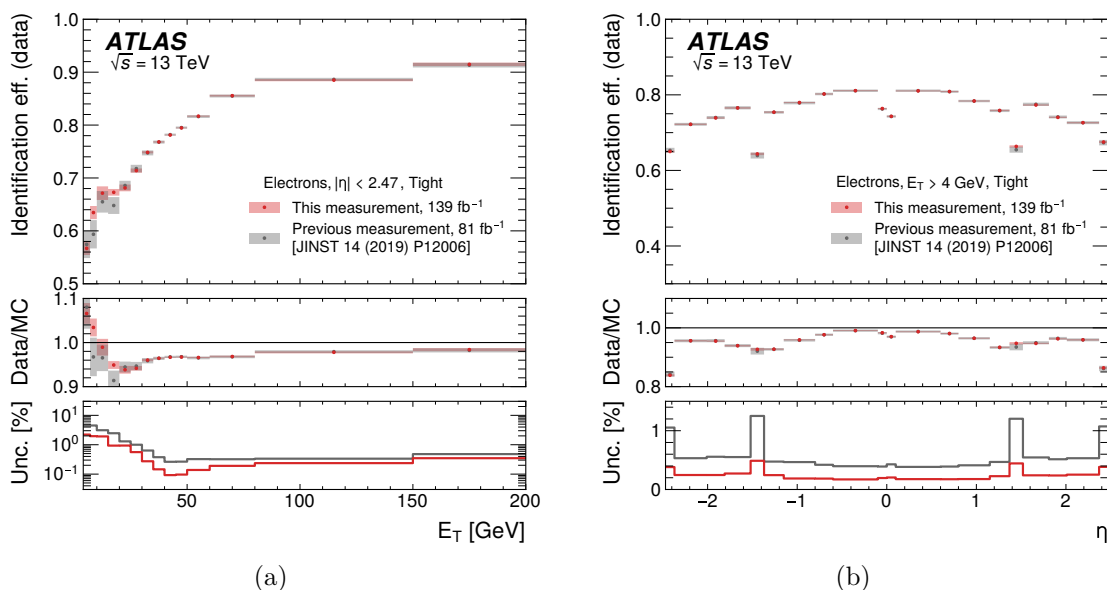 ATLAS
√s = 13 TeV
Identification eff. (data)
1.0
0.9
0.8
0.7
0.6
0.5
Electrons, |η| < 2.47, Tight
This measurement, 139 fb⁻¹
Previous measurement, 81 fb⁻¹
[JINST 14 (2019) P12006]
Data/MC
1.1
1.0
0.9
Unc. [%]
10¹
10⁰
10⁻¹
50 100 150 200
E_T [GeV]
(a)
ATLAS
√s = 13 TeV
Identification eff. (data)
1.0
0.8
0.6
0.4
Electrons, E_T > 4 GeV, Tight
This measurement, 139 fb⁻¹
Previous measurement, 81 fb⁻¹
[JINST 14 (2019) P12006]
Data/MC
1.0
0.8
Unc. [%]
1
0
−2 −1 0 1 2
η
(b)